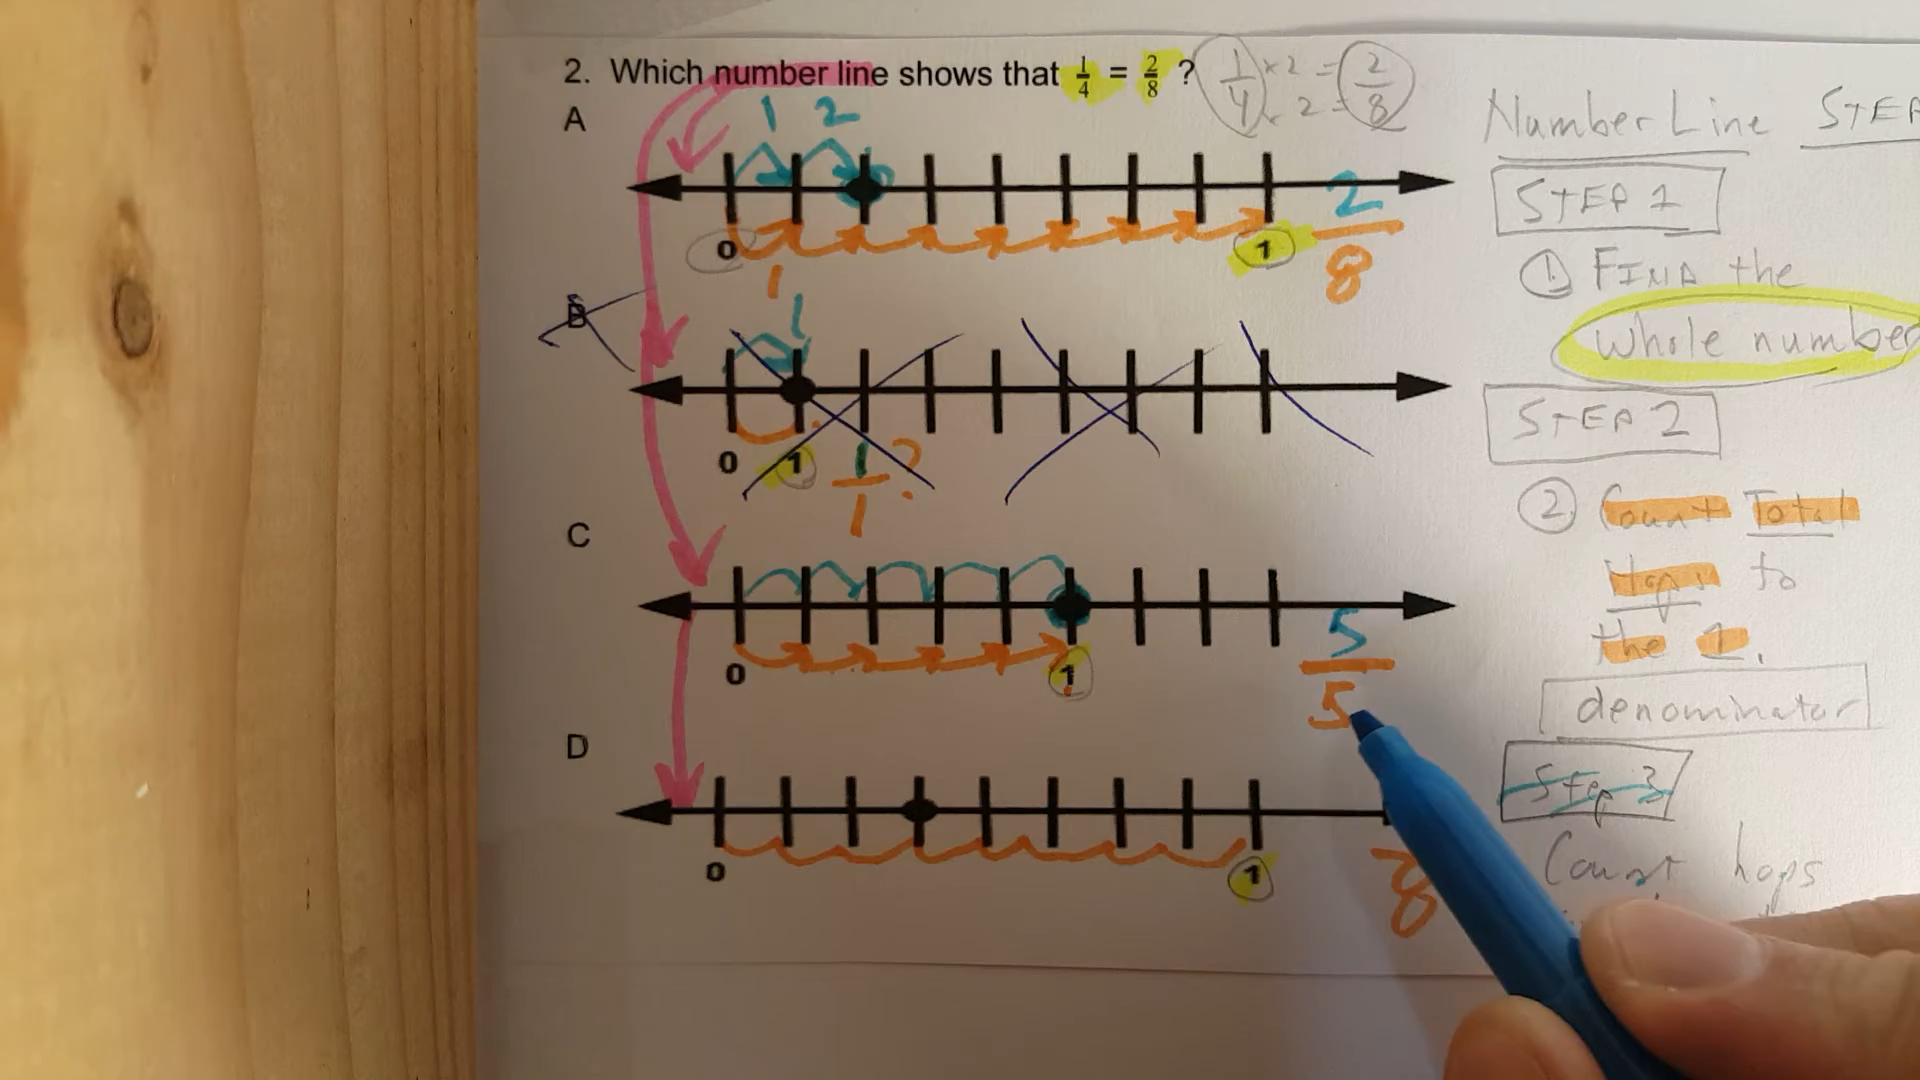 2. Which number line shows that 1/4 = 2/8 ?
1/4 × 2 = 2/8
× 2 =
A
1 2
0 1
1
2/8
B
1
0 1
1/1 ?
C
0 1
5/5
D
0 1
8
Number Line STEP
STEP 1
① FIND the
whole number
STEP 2
② Count Total
Hops to
the 1.
denominator
Step 3
Count hops